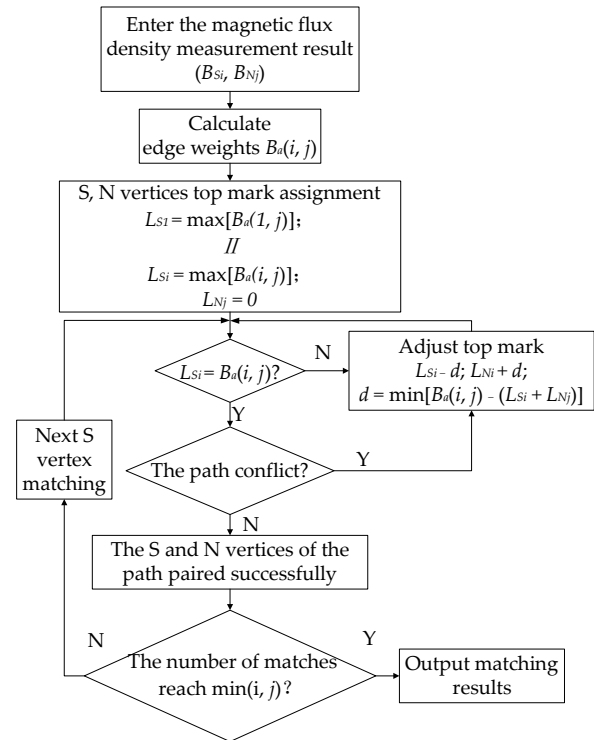 Enter the magnetic flux
density measurement result
(BSi, BNj)
Calculate
edge weights Ba(i, j)
S, N vertices top mark assignment
LS1 = max[Ba(1, j)];
//
LSi = max[Ba(i, j)];
LNj = 0
LSi = Ba(i, j)?
N
Adjust top mark
LSi − d; LNi + d;
d = min[Ba(i, j) − (LSi + LNj)]
Y
Next S
vertex
matching
The path conflict?
Y
N
The S and N vertices of the
path paired successfully
N
Y
The number of matches
reach min(i, j)?
Output matching
results